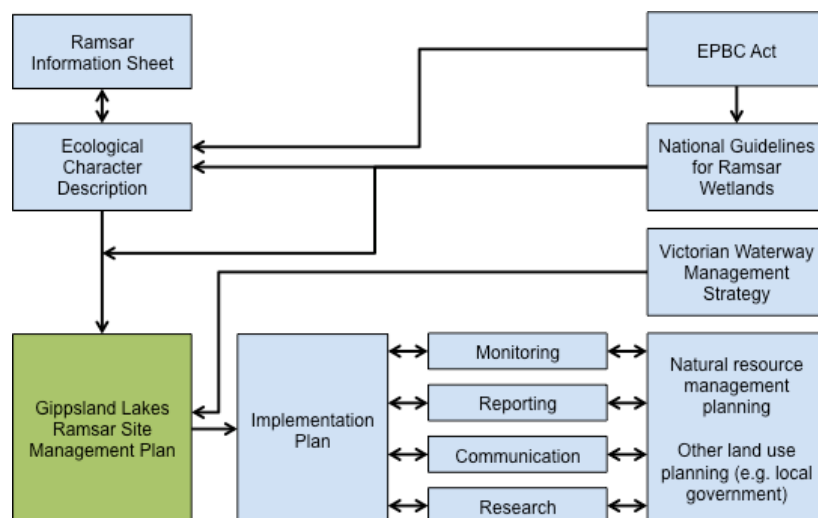 Ramsar
Information Sheet
EPBC Act
Ecological
Character
Description
National Guidelines
for Ramsar
Wetlands
Victorian Waterway
Management
Strategy
Gippsland Lakes
Ramsar Site
Management Plan
Implementation
Plan
Monitoring
Reporting
Communication
Research
Natural resource
management
planning
Other land use
planning (e.g. local
government)